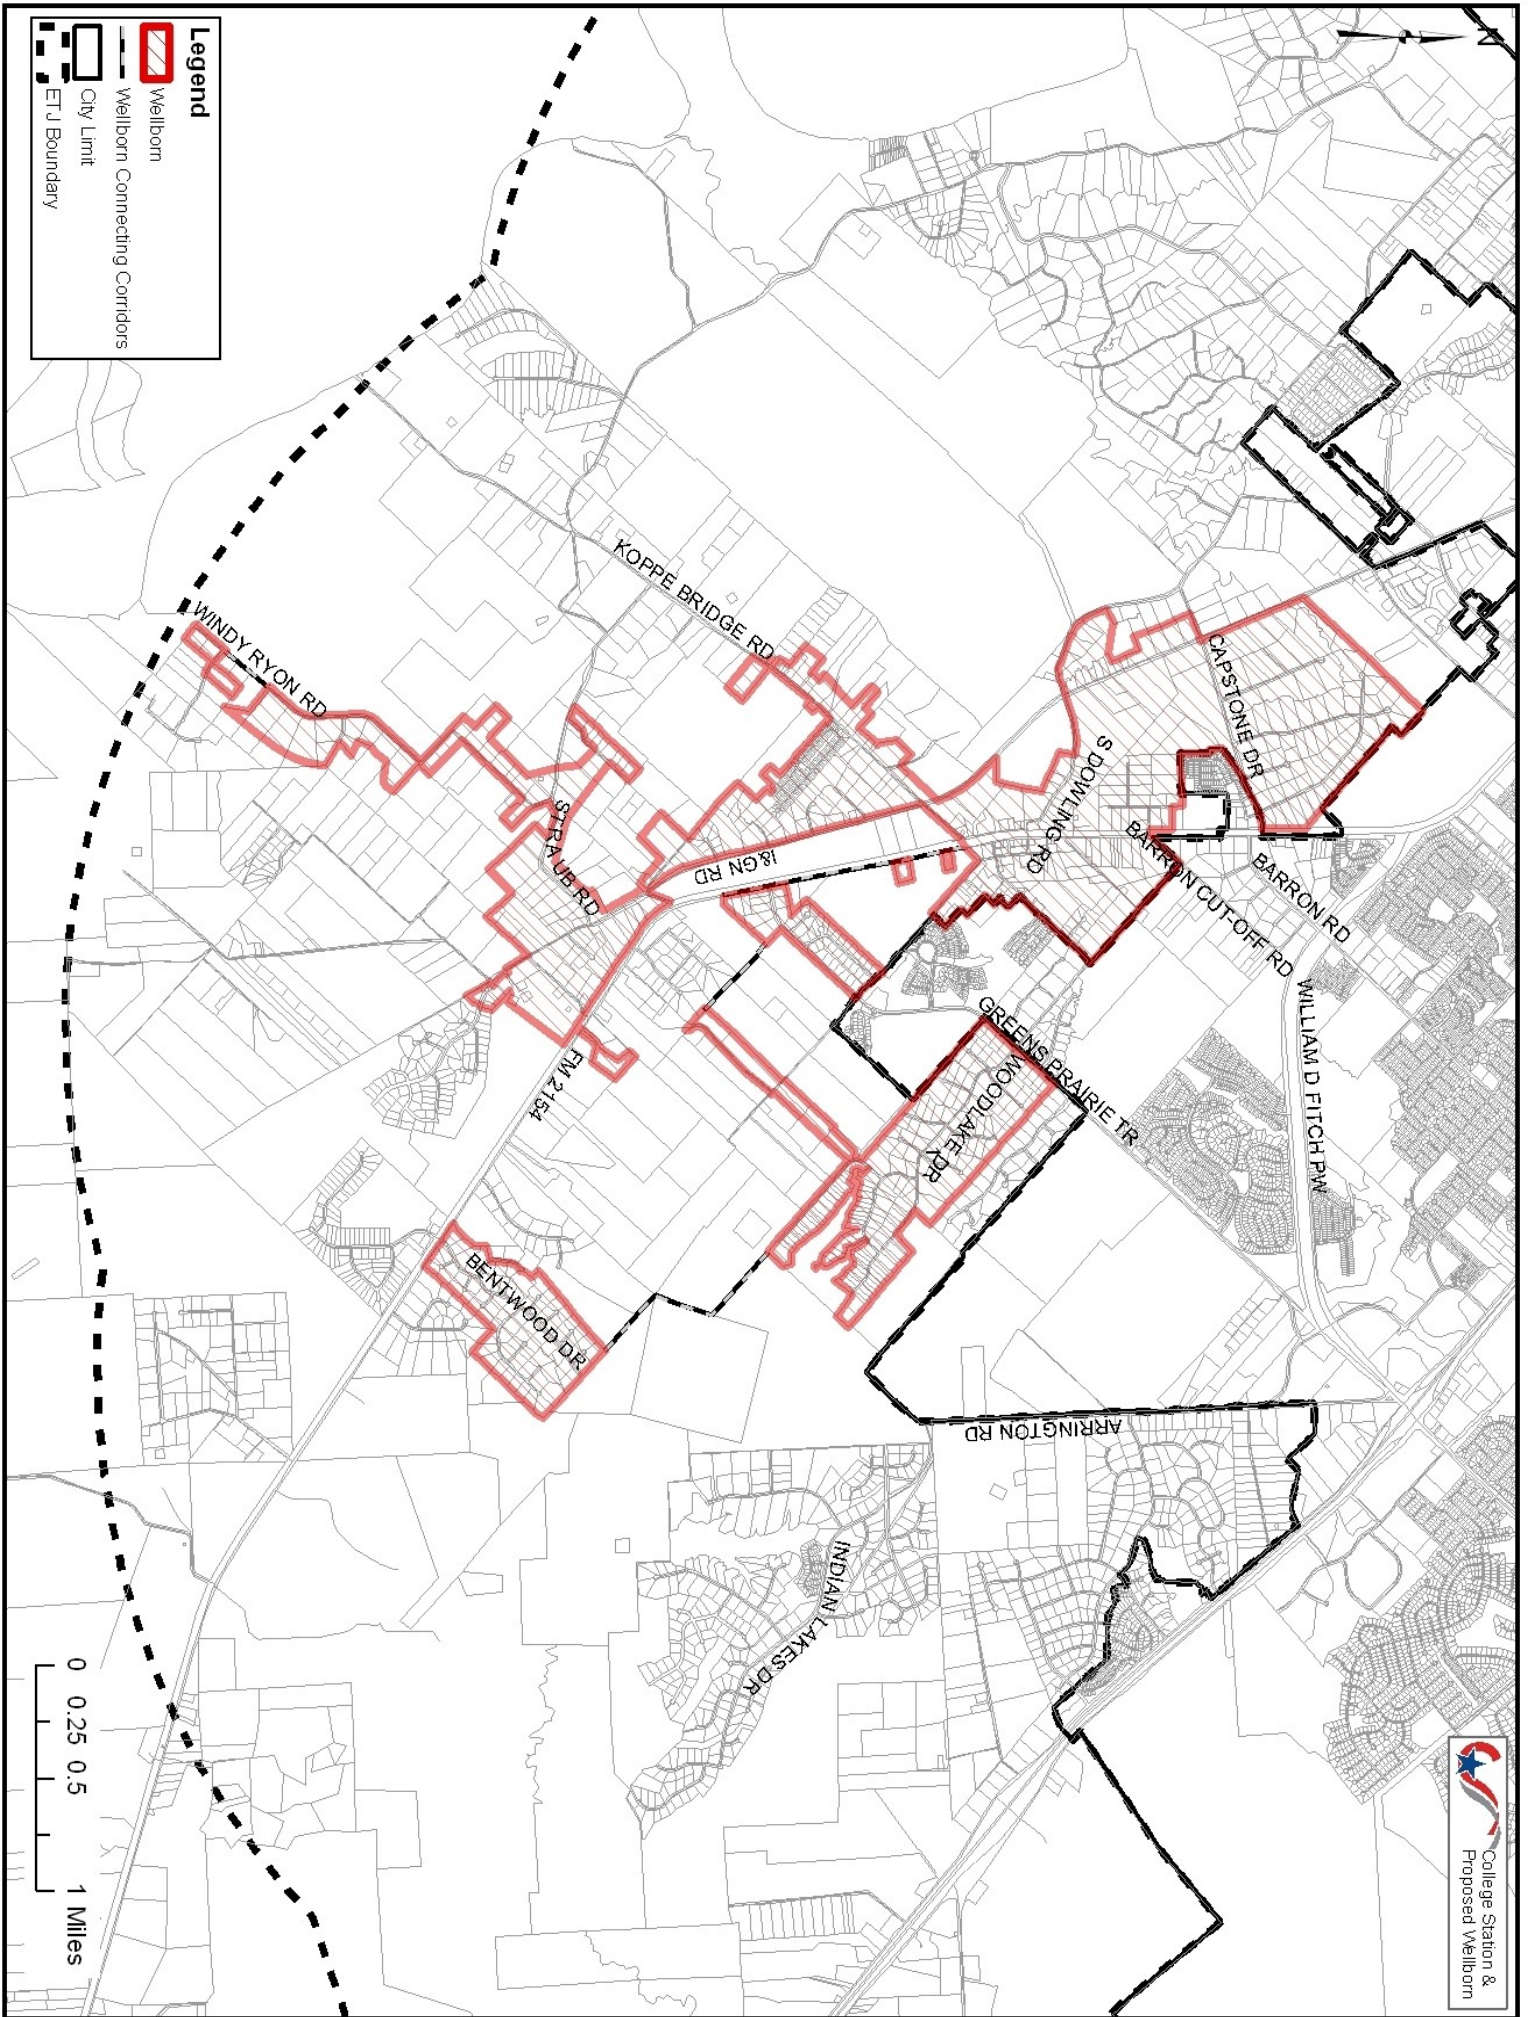 N
College Station &
Proposed Wellborn
CAPSTONE DR
S DOWLING RD
BARRON CUT-OFF RD
BARRON RD
WILLIAM D FITCH PW
GREENS PRAIRIE TR
WOODLAKE DR
KOPPE BRIDGE RD
I&GN RD
STRAUB RD
WINDY RYON RD
FM 2154
BENTWOOD DR
ARRINGTON RD
INDIAN LAKES DR
Legend
Wellborn
Wellborn Connecting Corridors
City Limit
ETJ Boundary
0 0.25 0.5 1 Miles